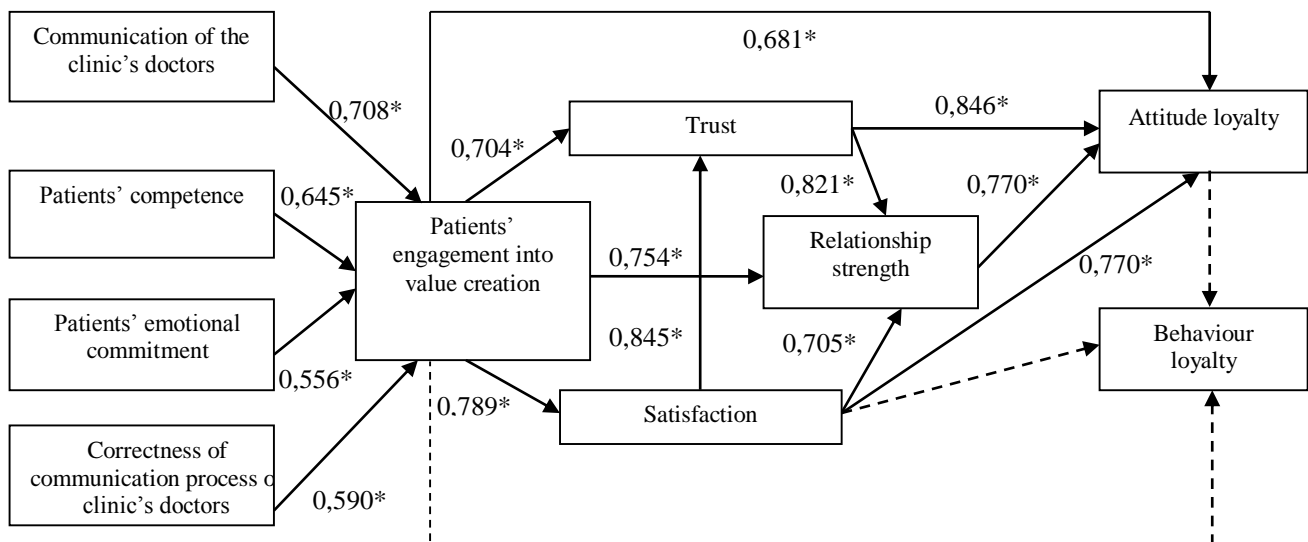 Communication of the
clinic's doctors
0,681*
0,708*
Trust
0,846*
Attitude loyalty
0,704*
Patients' competence
0,645*
0,821*
0,770*
Patients'
engagement into
value creation
0,754*
Relationship
strength
0,770*
Patients' emotional
commitment
0,556*
0,845*
0,705*
Behaviour
loyalty
0,789*
Satisfaction
Correctness of
communication process o
clinic's doctors
0,590*